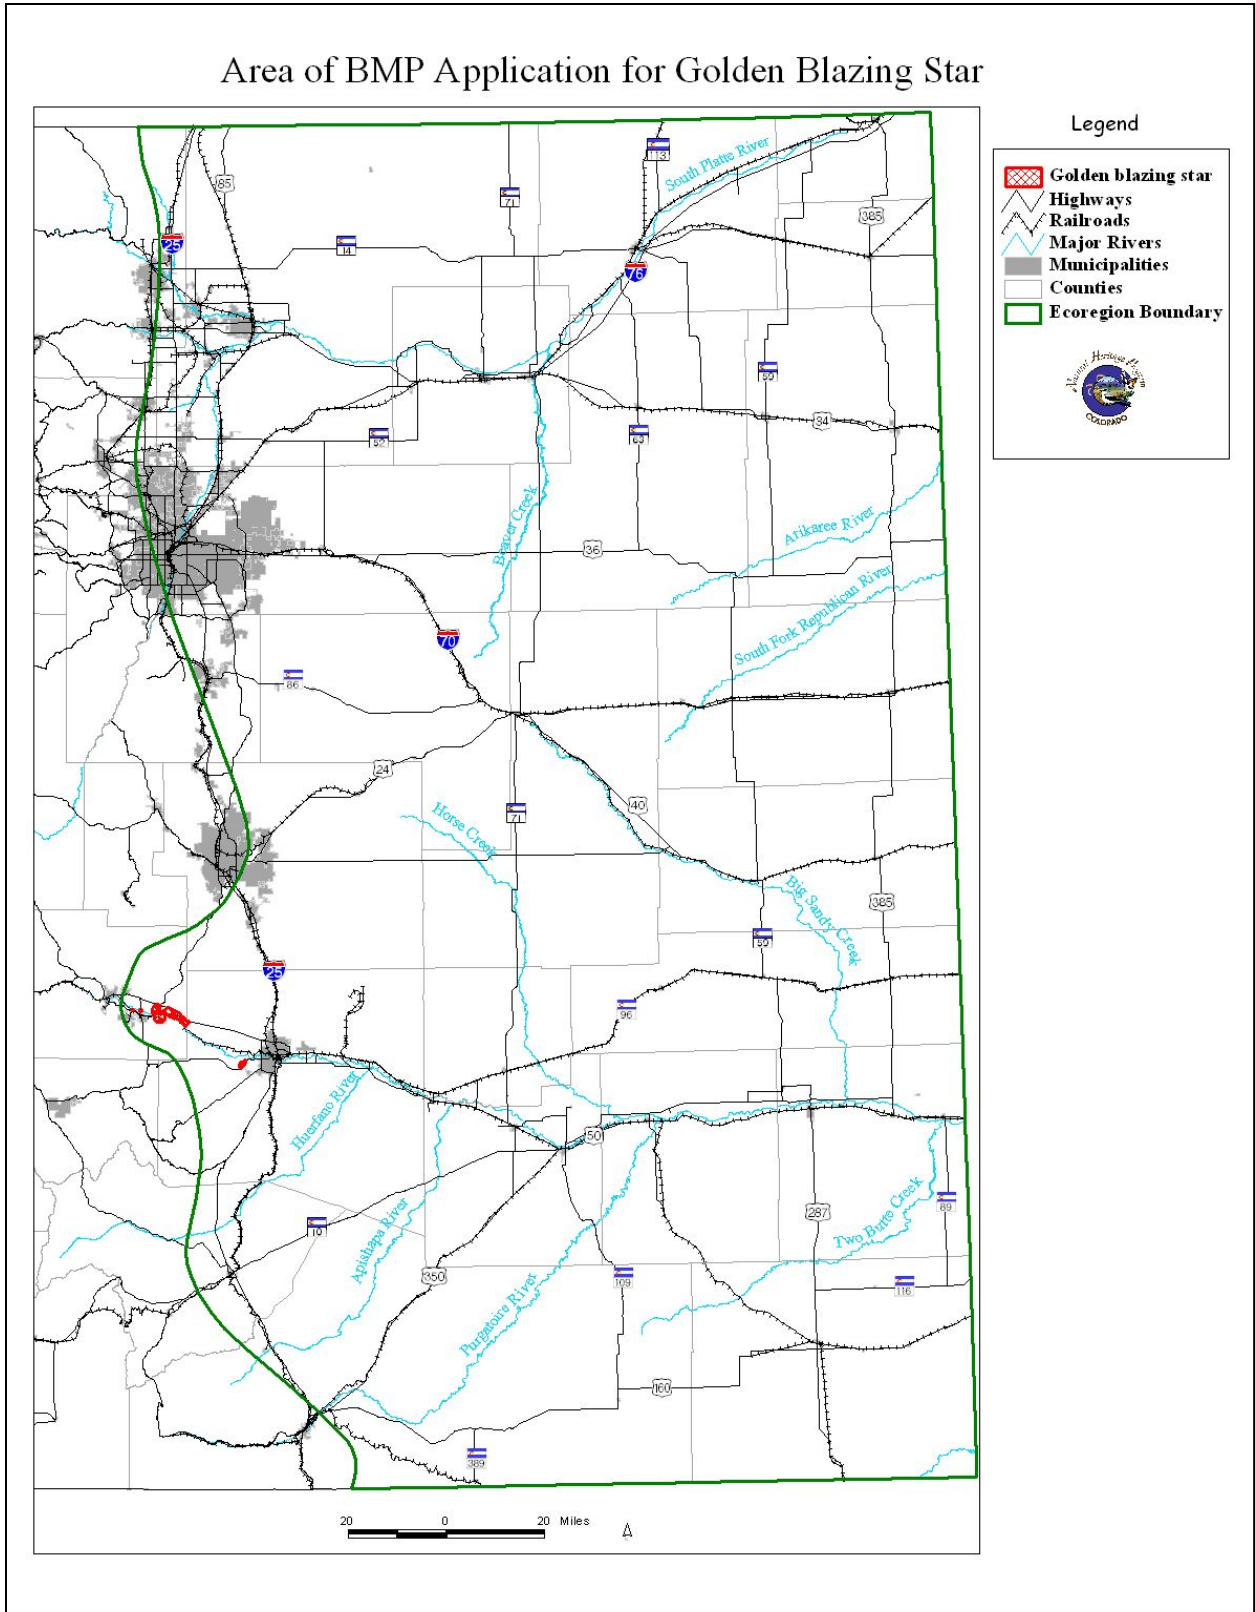 Area of BMP Application for Golden Blazing Star
Legend
Golden blazing star
Highways
Railroads
Major Rivers
Municipalities
Counties
Ecoregion Boundary
Natural Heritage Program
COLORADO
113
South Platte River
85
71
385
25
14
76
59
34
52
63
Beaver Creek
Arikaree River
36
South Fork Republican River
70
86
24
40
71
Horse Creek
Big Sandy Creek
385
59
25
96
Huerfano River
50
89
287
Two Butte Creek
10
Apishapa River
350
109
116
Purgatoire River
160
389
20 0 20 Miles